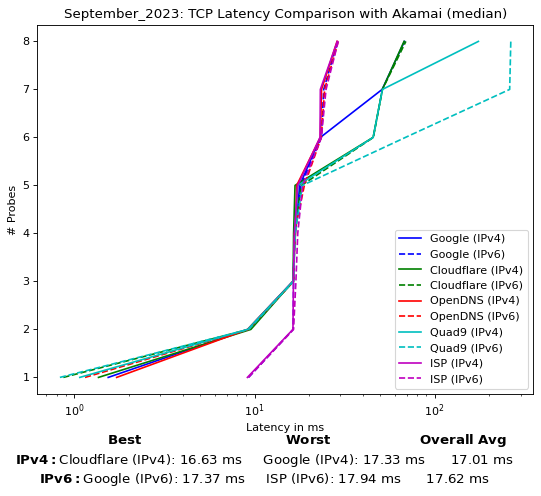 September_2023: TCP Latency Comparison with Akamai (median)
8
7
6
5
4
3
2
1
# Probes
Google (IPv4)
Google (IPv6)
Cloudflare (IPv4)
Cloudflare (IPv6)
OpenDNS (IPv4)
OpenDNS (IPv6)
Quad9 (IPv4)
Quad9 (IPv6)
ISP (IPv4)
ISP (IPv6)
10⁰ 10¹ 10²
Latency in ms
Best Worst Overall Avg
IPv4: Cloudflare (IPv4): 16.63 ms Google (IPv4): 17.33 ms 17.01 ms
IPv6: Google (IPv6): 17.37 ms ISP (IPv6): 17.94 ms 17.62 ms